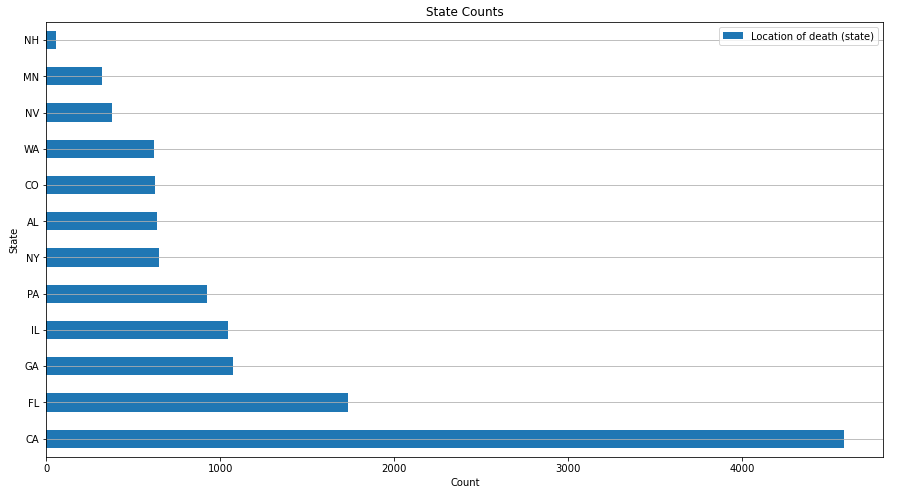 State Counts
Location of death (state)
NH
MN
NV
WA
CO
AL
NY
PA
IL
GA
FL
CA
State
0 1000 2000 3000 4000
Count